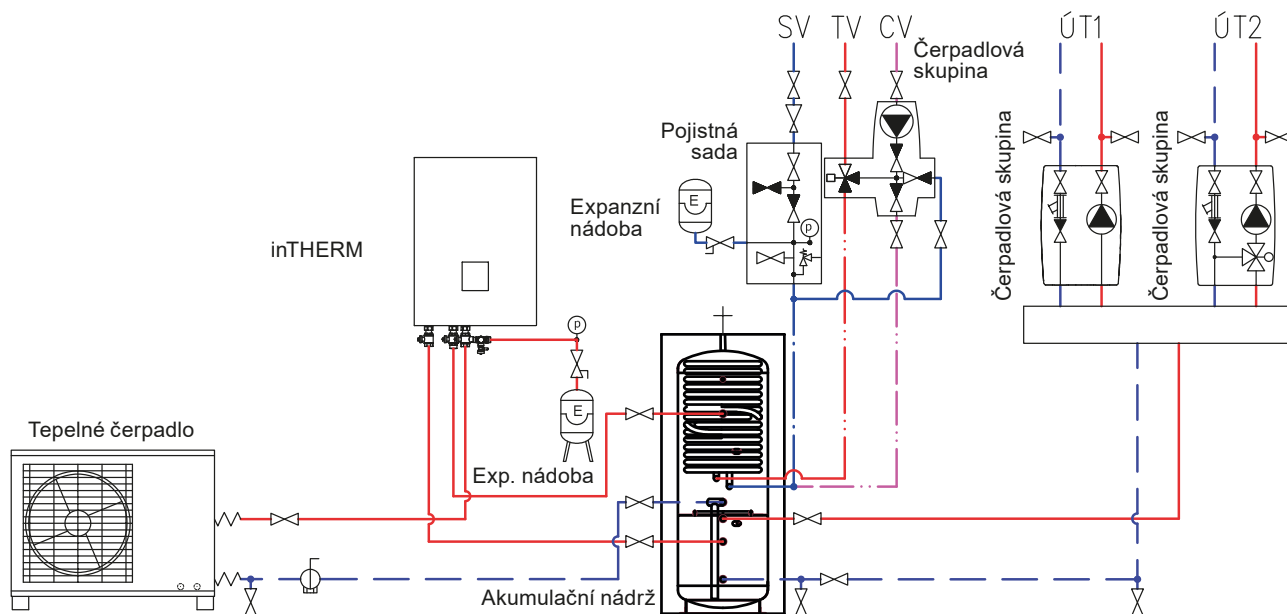 SV TV CV ÚT1 ÚT2
Čerpadlová
skupina
Pojistná
sada
Čerpadlová skupina
Čerpadlová skupina
Expanzní
nádoba
E
p
inTHERM
p
E
Tepelné čerpadlo
Exp. nádoba
Akumulační nádrž